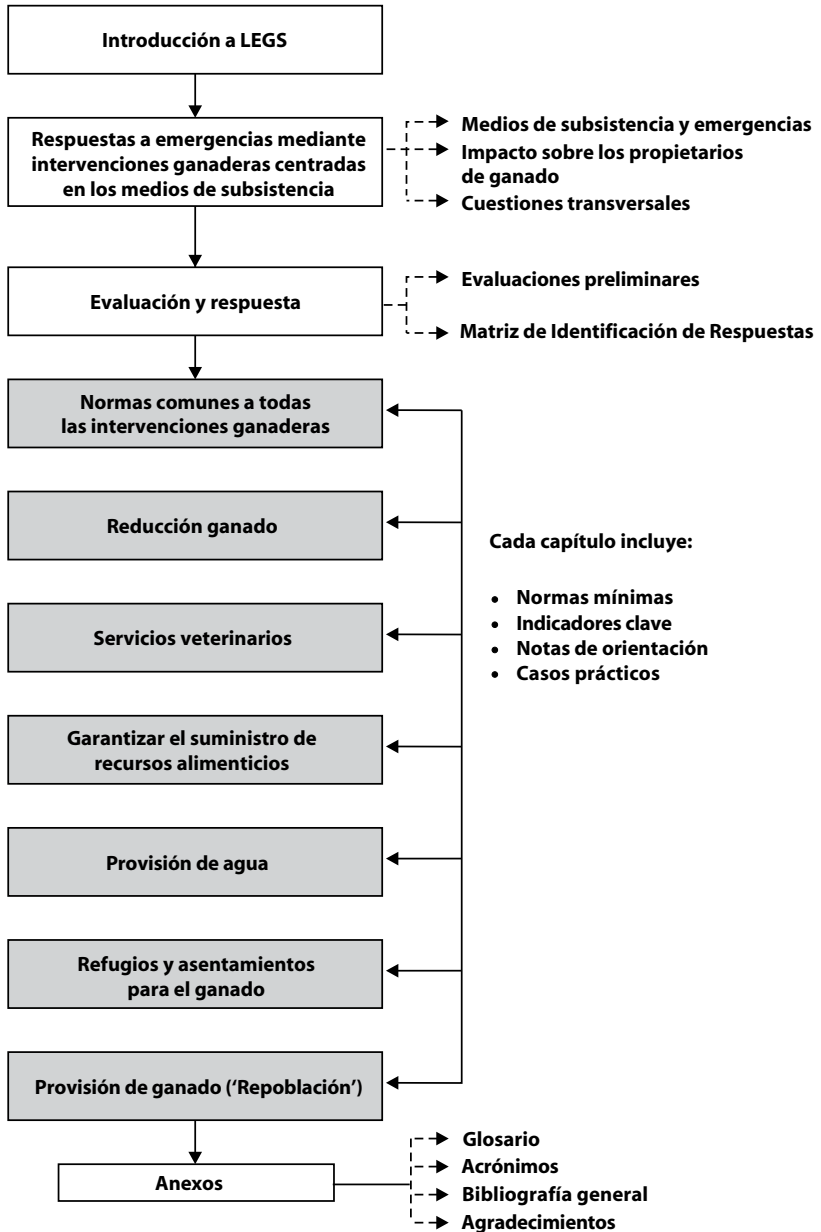 Introducción a LEGS
Respuestas a emergencias mediante
intervenciones ganaderas centradas
en los medios de subsistencia
Medios de subsistencia y emergencias
Impacto sobre los propietarios
de ganado
Cuestiones transversales
Evaluación y respuesta
Evaluaciones preliminares
Matriz de Identificación de Respuestas
Normas comunes a todas
las intervenciones ganaderas
Reducción ganado
Cada capítulo incluye:
• Normas mínimas
• Indicadores clave
• Notas de orientación
• Casos prácticos
Servicios veterinarios
Garantizar el suministro de
recursos alimenticios
Provisión de agua
Refugios y asentamientos
para el ganado
Provisión de ganado (‘Repoblación’)
Anexos
Glosario
Acrónimos
Bibliografía general
Agradecimientos